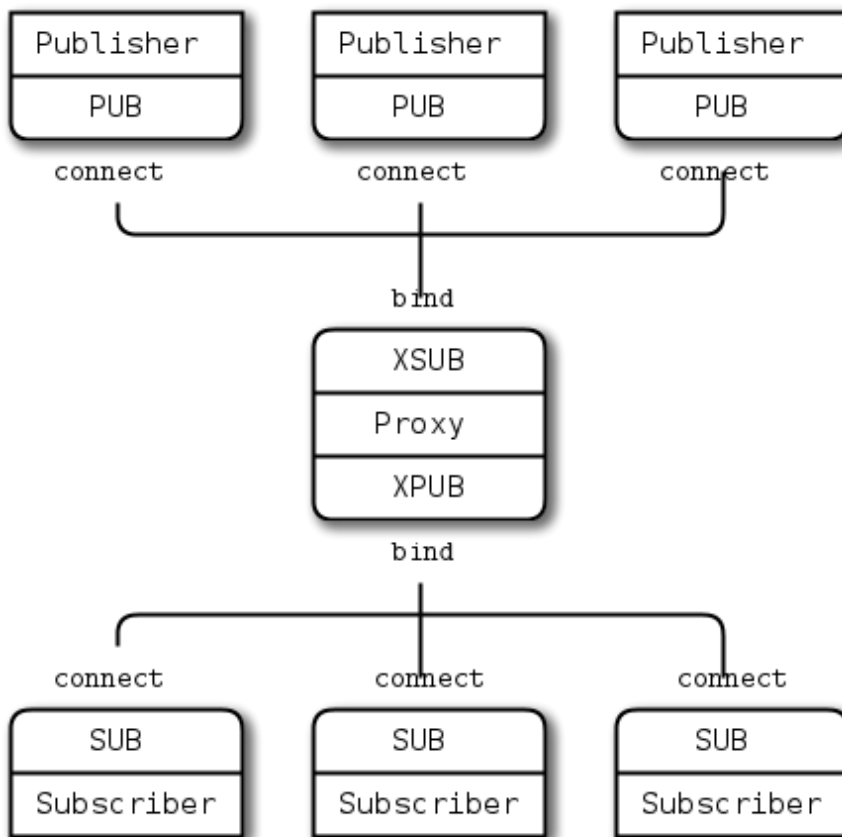 Publisher Publisher Publisher
PUB PUB PUB
connect connect connect
bind
XSUB
Proxy
XPUB
bind
connect connect connect
SUB SUB SUB
Subscriber Subscriber Subscriber